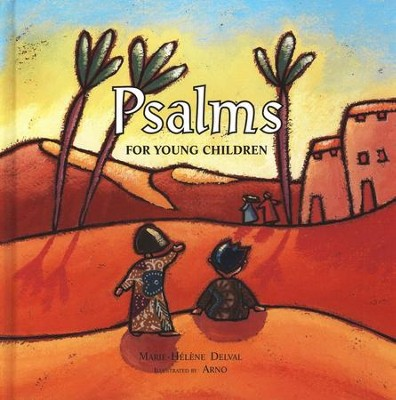 Psalms
FOR YOUNG CHILDREN
MARIE-HÉLÈNE DELVAL
ILLUSTRATED BY ARNO